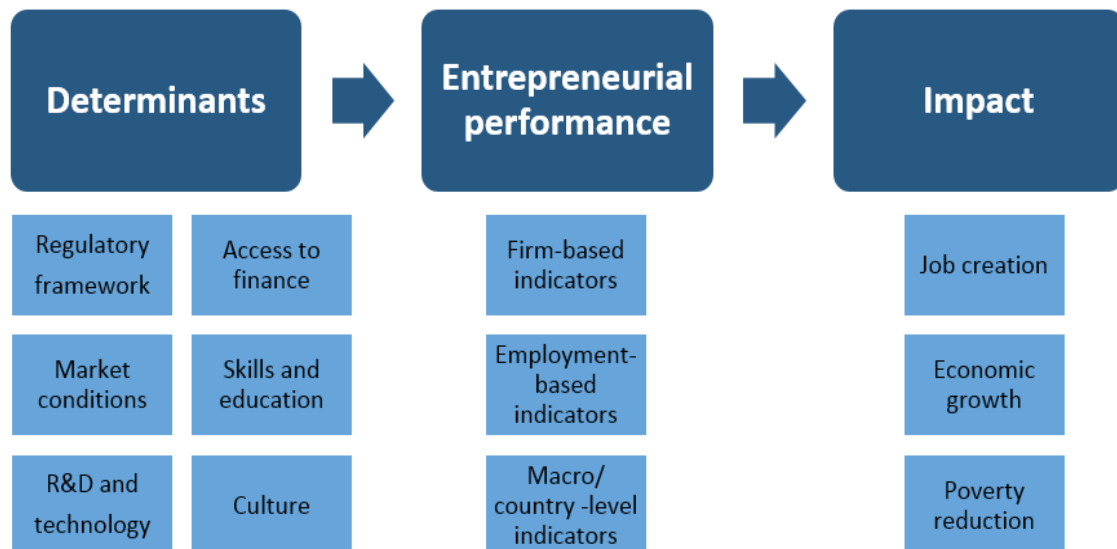 Determinants
Entrepreneurial
performance
Impact
Regulatory
framework
Access to
finance
Firm-based
indicators
Job creation
Market
conditions
Skills and
education
Employment-
based
indicators
Economic
growth
R&D and
technology
Culture
Macro/
country -level
indicators
Poverty
reduction